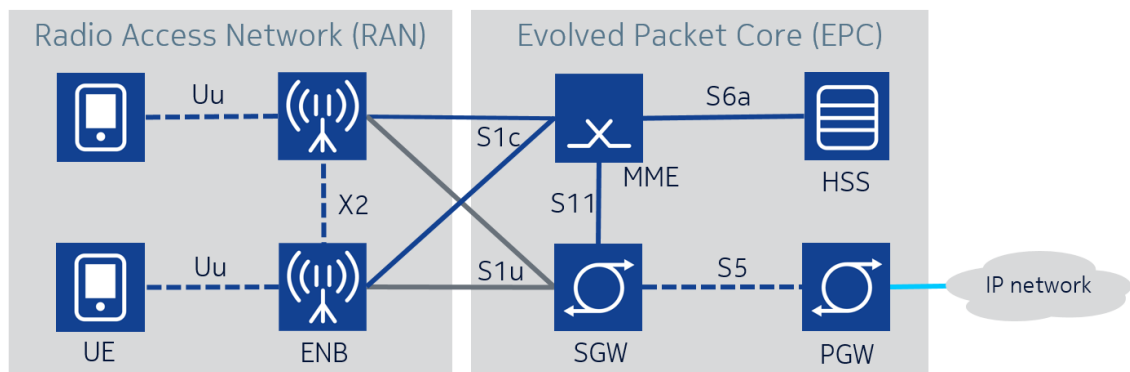 Radio Access Network (RAN)
Evolved Packet Core (EPC)
Uu
S1c
S6a
MME
HSS
X2
S11
Uu
S1u
S5
IP network
UE
ENB
SGW
PGW